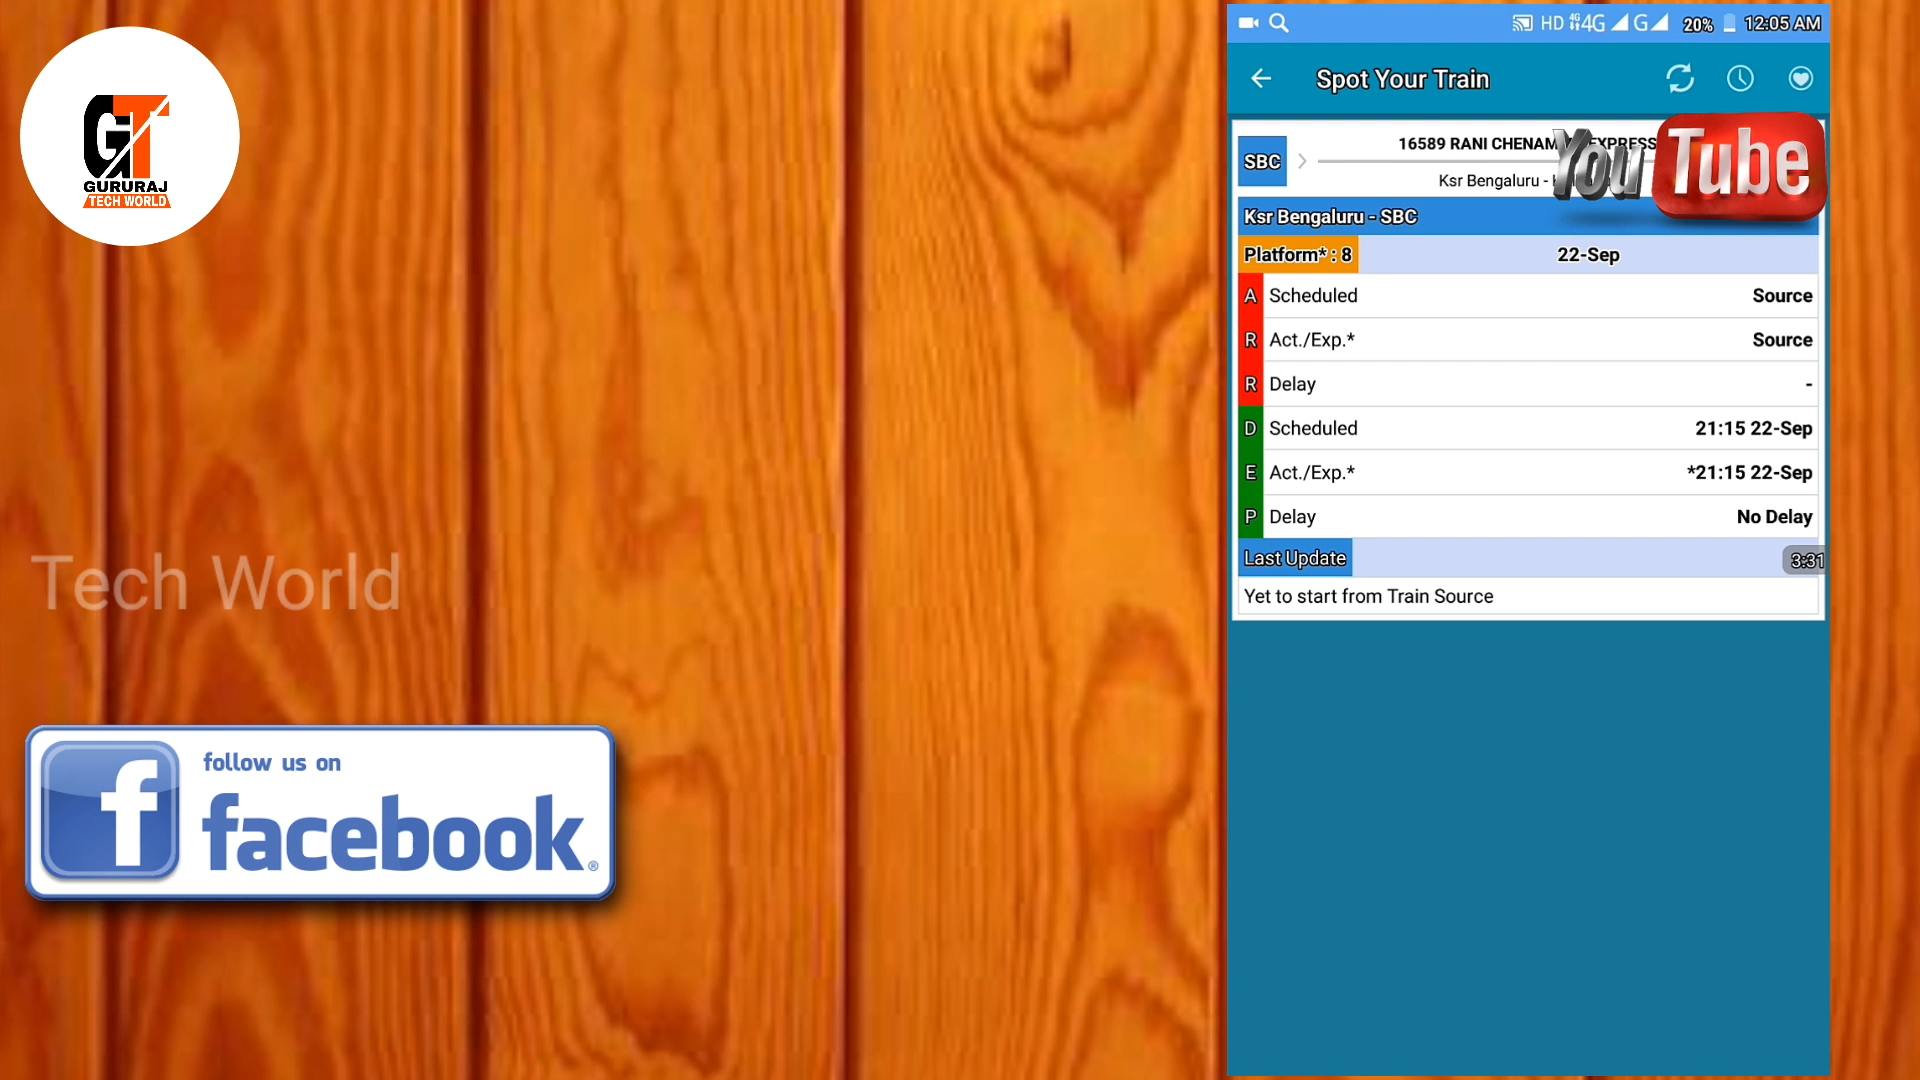 GT
GURURAJ
TECH WORLD
Tech World
follow us on
facebook®
HD 4G 4G G 20% 12:05 AM
Spot Your Train
SBC
16589 RANI CHENAM EXPRESS
Ksr Bengaluru -
YouTube
Ksr Bengaluru - SBC
Platform* : 8 22-Sep
A Scheduled Source
R Act./Exp.* Source
R Delay -
D Scheduled 21:15 22-Sep
E Act./Exp.* *21:15 22-Sep
P Delay No Delay
Last Update
3:31
Yet to start from Train Source